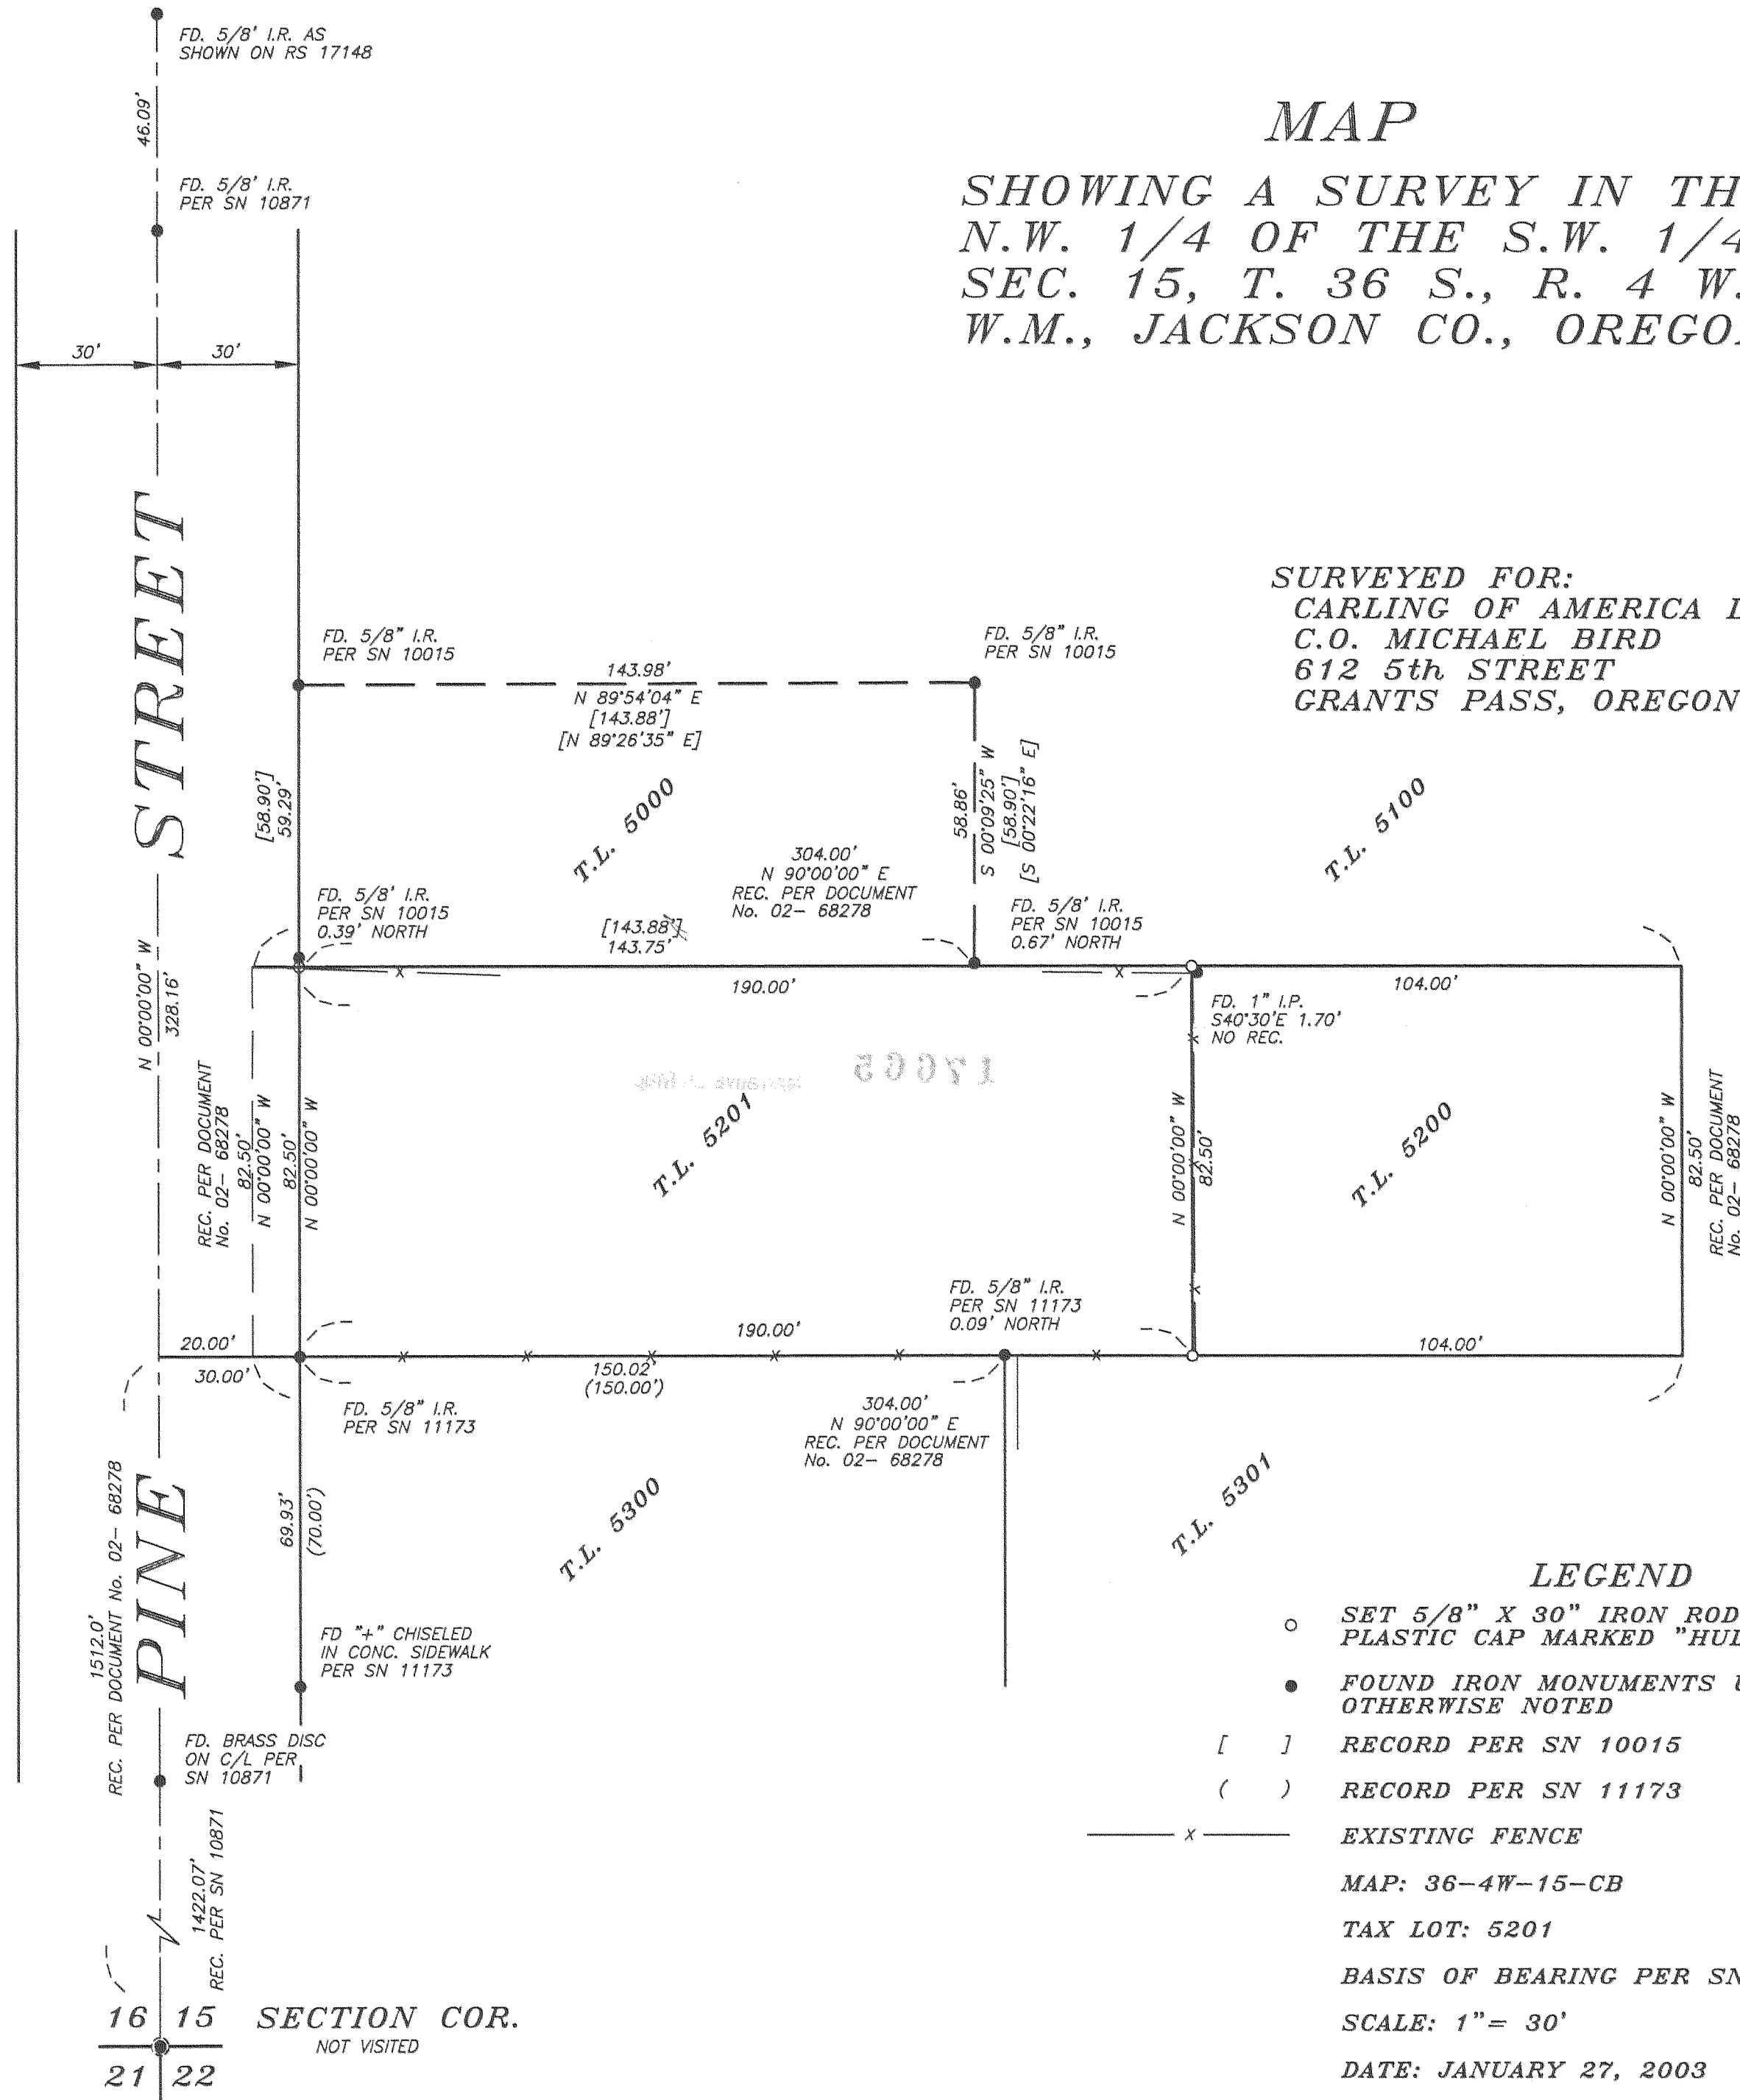 FD. 5/8' I.R. AS
SHOWN ON RS 17148
46.09'
FD. 5/8' I.R.
PER SN 10871
30'
30'
MAP
SHOWING A SURVEY IN TH
N.W. 1/4 OF THE S.W. 1/4
SEC. 15, T. 36 S., R. 4 W.
W.M., JACKSON CO., OREGO
SURVEYED FOR:
CARLING OF AMERICA
C.O. MICHAEL BIRD
612 5th STREET
GRANTS PASS, OREGON
STREET
FD. 5/8" I.R.
PER SN 10015
143.98'
N 89°54'04" E
[143.88']
[N 89°26'35" E]
FD. 5/8" I.R.
PER SN 10015
[58.90']
59.29'
T.L. 5000
58.86'
S 00°09'25" W
[58.90']
[S 00°22'16" E]
T.L. 5100
304.00'
N 90°00'00" E
REC. PER DOCUMENT
No. 02- 68278
FD. 5/8' I.R.
PER SN 10015
0.39' NORTH
[143.88']
143.75'
FD. 5/8' I.R.
PER SN 10015
0.67' NORTH
N 00°00'00" W
328.16'
190.00'
104.00'
FD. 1" I.P.
S40°30'E 1.70'
NO REC.
REC. PER DOCUMENT
No. 02- 68278
82.50'
N 00°00'00" W
82.50'
N 00°00'00" W
T.L. 5201
N 00°00'00" W
82.50'
T.L. 5200
N 00°00'00" W
82.50'
REC. PER DOCUMENT
No. 02- 68278
FD. 5/8" I.R.
PER SN 11173
0.09' NORTH
20.00'
30.00'
190.00'
150.02'
(150.00')
104.00'
FD. 5/8" I.R.
PER SN 11173
304.00'
N 90°00'00" E
REC. PER DOCUMENT
No. 02- 68278
PINE
1512.0'
REC. PER DOCUMENT No. 02- 68278
69.93'
(70.00')
T.L. 5300
T.L. 5301
FD "+" CHISELED
IN CONC. SIDEWALK
PER SN 11173
FD. BRASS DISC
ON C/L PER
SN 10871
1422.07'
REC. PER SN 10871
16 15
21 22
SECTION COR.
NOT VISITED
LEGEND
SET 5/8" X 30" IRON ROD
PLASTIC CAP MARKED "HU
FOUND IRON MONUMENTS U
OTHERWISE NOTED
[ ] RECORD PER SN 10015
( ) RECORD PER SN 11173
x EXISTING FENCE
MAP: 36-4W-15-CB
TAX LOT: 5201
BASIS OF BEARING PER SN
SCALE: 1"= 30'
DATE: JANUARY 27, 2003